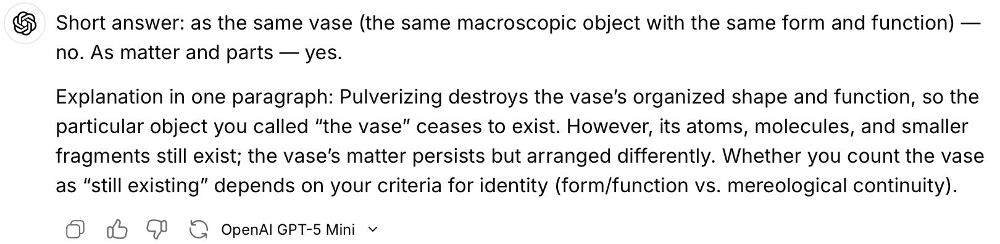 Short answer: as the same vase (the same macroscopic object with the same form and function) —
no. As matter and parts — yes.
Explanation in one paragraph: Pulverizing destroys the vase’s organized shape and function, so the
particular object you called “the vase” ceases to exist. However, its atoms, molecules, and smaller
fragments still exist; the vase’s matter persists but arranged differently. Whether you count the vase
as “still existing” depends on your criteria for identity (form/function vs. mereological continuity).
OpenAI GPT-5 Mini